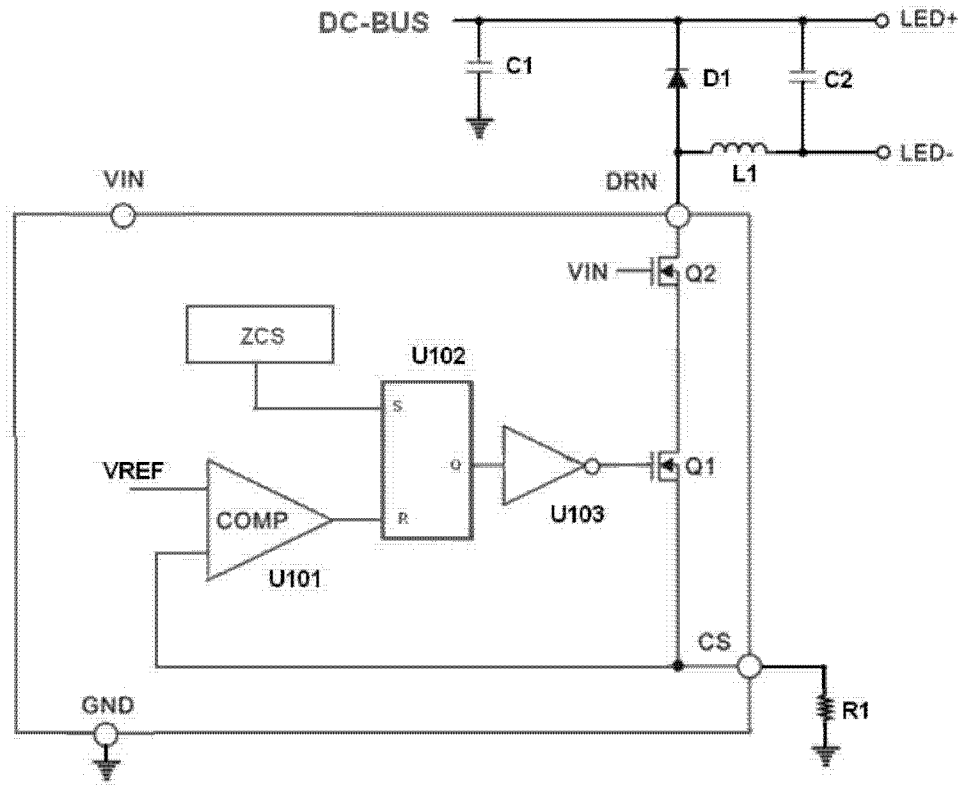 DC-BUS
LED+
C1
D1
C2
LED-
L1
VIN
DRN
VIN
Q2
ZCS
U102
S
VREF
Q
Q1
COMP
R
U103
U101
CS
GND
R1